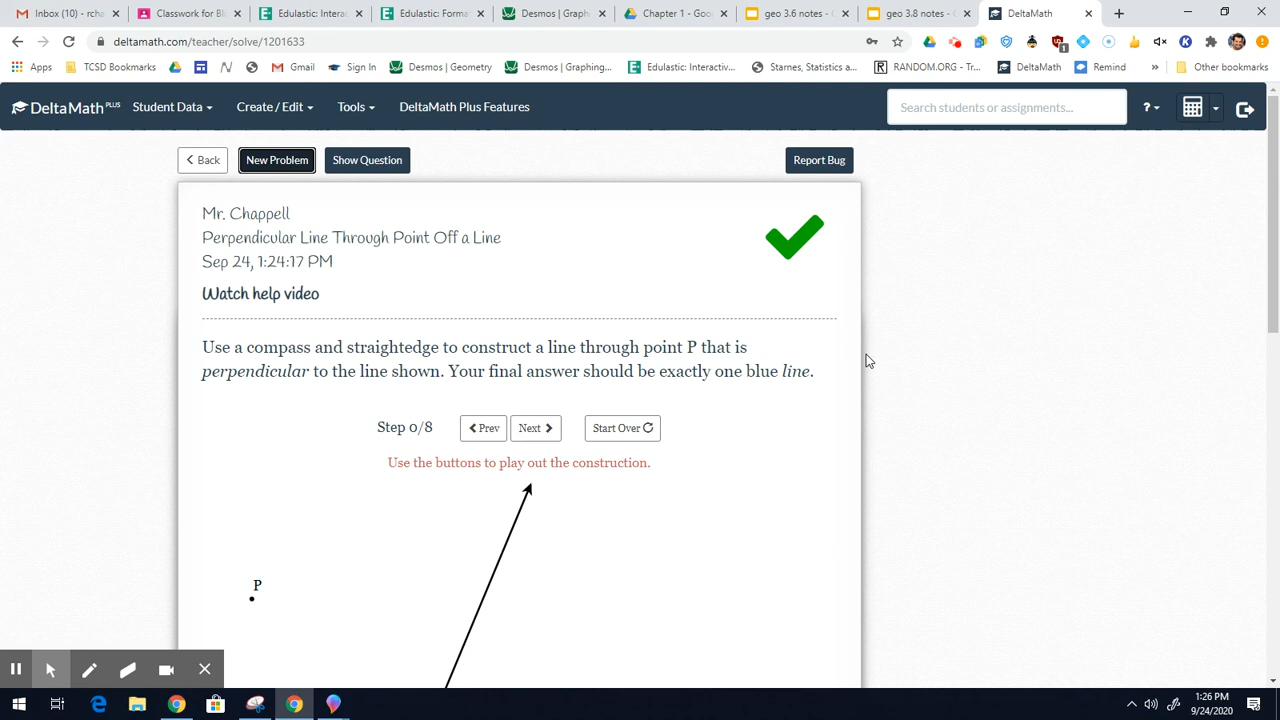 Inbox (10) - rcha
Classwork for Bl
Edulastic: Interac
Edulastic: Forma
Desmos | Graph
Chapter 1 - Goo
geo 3.6 notes - G
geo 3.8 notes - G
DeltaMath
deltamath.com/teacher/solve/1201633
Apps
TCSD Bookmarks
Gmail
Sign In
Desmos | Geometry
Desmos | Graphing...
Edulastic: Interactiv...
Starnes, Statistics a...
RANDOM.ORG - Tr...
DeltaMath
Remind
»
Other bookmarks
DeltaMath PLUS
Student Data
Create / Edit
Tools
DeltaMath Plus Features
Search students or assignments...
?
Back
New Problem
Show Question
Report Bug
Mr. Chappell
Perpendicular Line Through Point Off a Line
Sep 24, 1:24:17 PM
Watch help video
Use a compass and straightedge to construct a line through point P that is
perpendicular to the line shown. Your final answer should be exactly one blue line.
Step 0/8
Prev
Next
Start Over
Use the buttons to play out the construction.
P
1:26 PM
9/24/2020